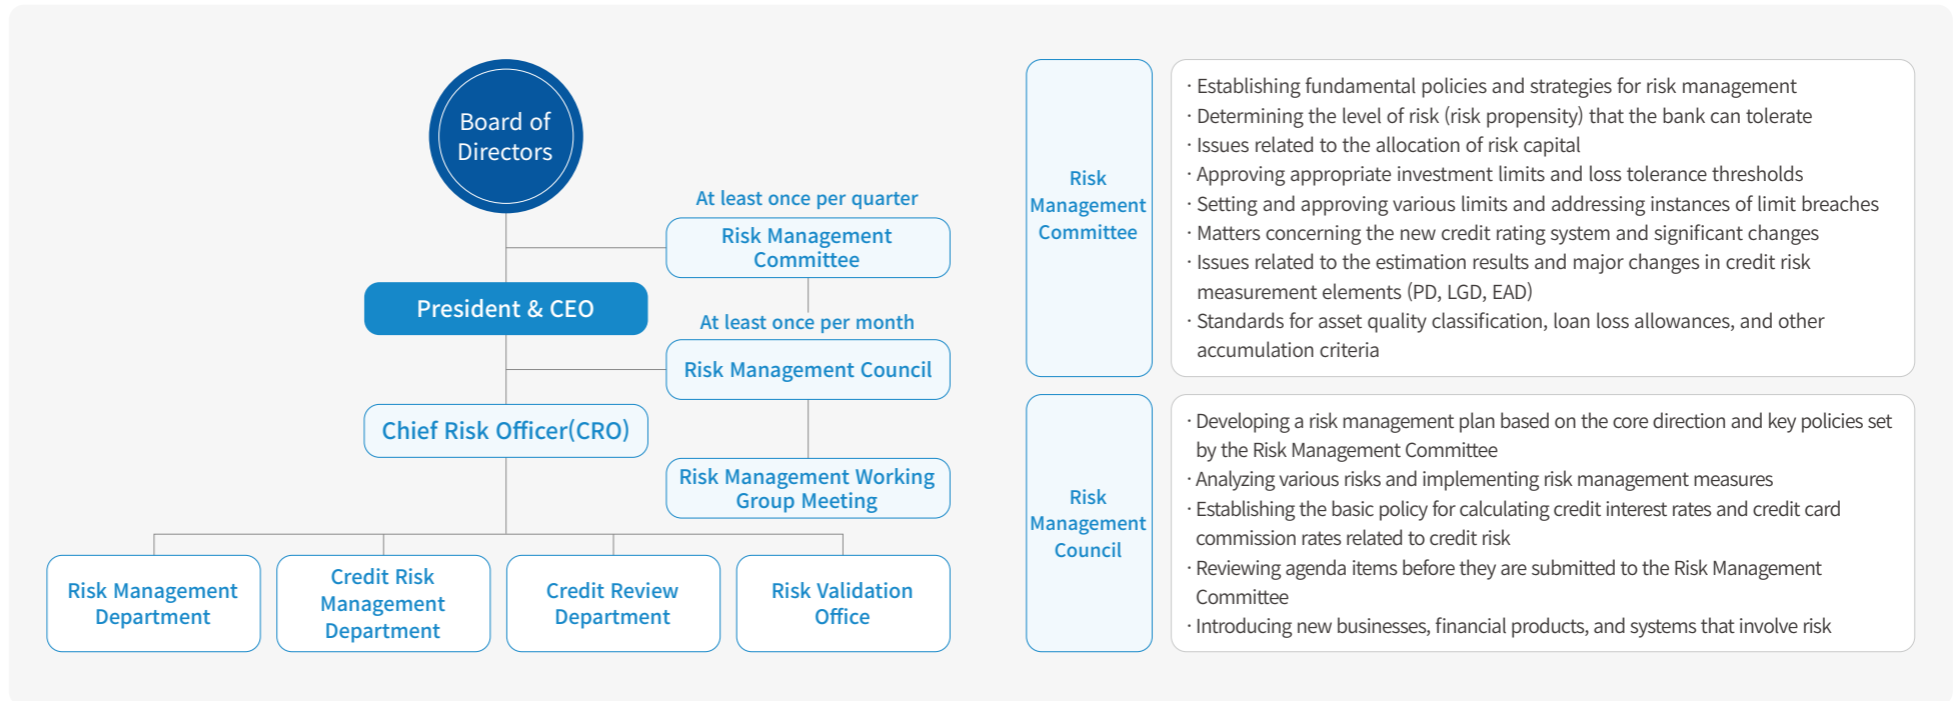 Board of
Directors
At least once per quarter
Risk Management
Committee
President & CEO
At least once per month
Risk Management Council
Chief Risk Officer(CRO)
Risk Management Working
Group Meeting
Risk Management
Department
Credit Risk
Management
Department
Credit Review
Department
Risk Validation
Office
Risk
Management
Committee
· Establishing fundamental policies and strategies for risk management
· Determining the level of risk (risk propensity) that the bank can tolerate
· Issues related to the allocation of risk capital
· Approving appropriate investment limits and loss tolerance thresholds
· Setting and approving various limits and addressing instances of limit breaches
· Matters concerning the new credit rating system and significant changes
· Issues related to the estimation results and major changes in credit risk
measurement elements (PD, LGD, EAD)
· Standards for asset quality classification, loan loss allowances, and other
accumulation criteria
Risk
Management
Council
· Developing a risk management plan based on the core direction and key policies set
by the Risk Management Committee
· Analyzing various risks and implementing risk management measures
· Establishing the basic policy for calculating credit interest rates and credit card
commission rates related to credit risk
· Reviewing agenda items before they are submitted to the Risk Management
Committee
· Introducing new businesses, financial products, and systems that involve risk